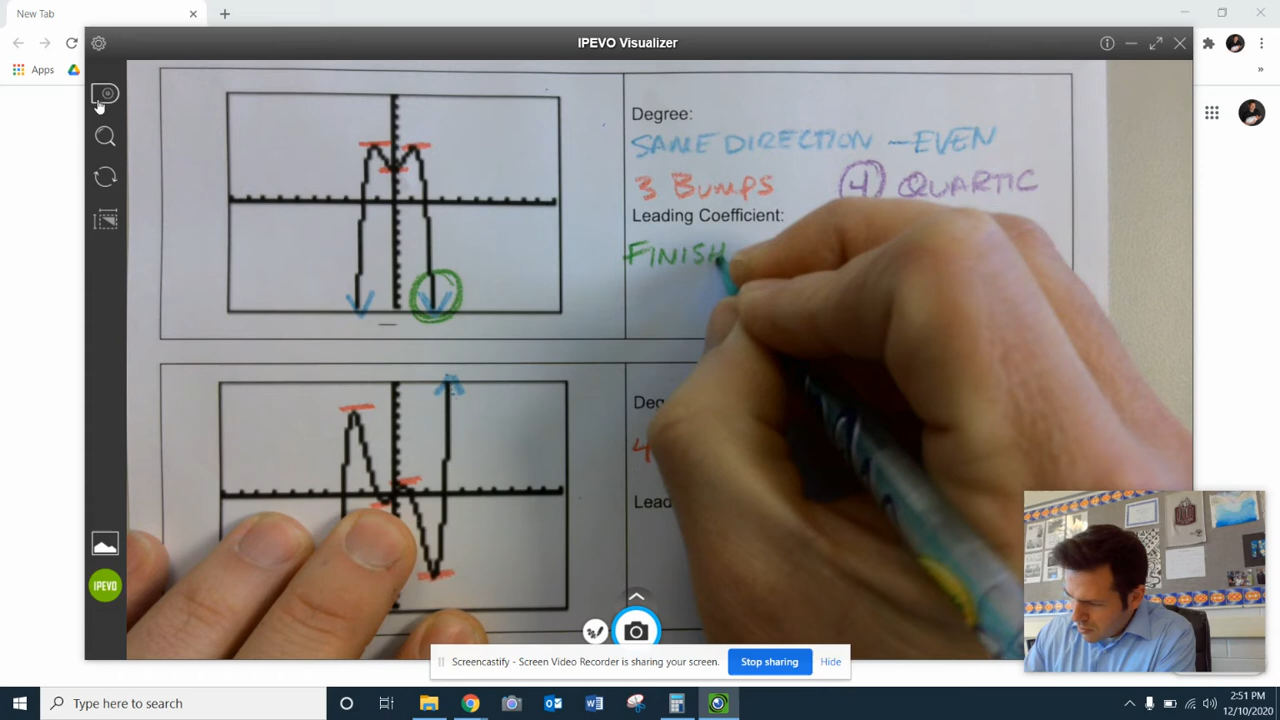 New Tab
IPEVO Visualizer
Apps
Degree:
SAME DIRECTION - EVEN
3 BUMPS
4 QUARTIC
Leading Coefficient:
FINISH
Deg
4
Lead
IPEVO
Screencastify - Screen Video Recorder is sharing your screen.
Stop sharing
Hide
Type here to search
2:51 PM
12/10/2020